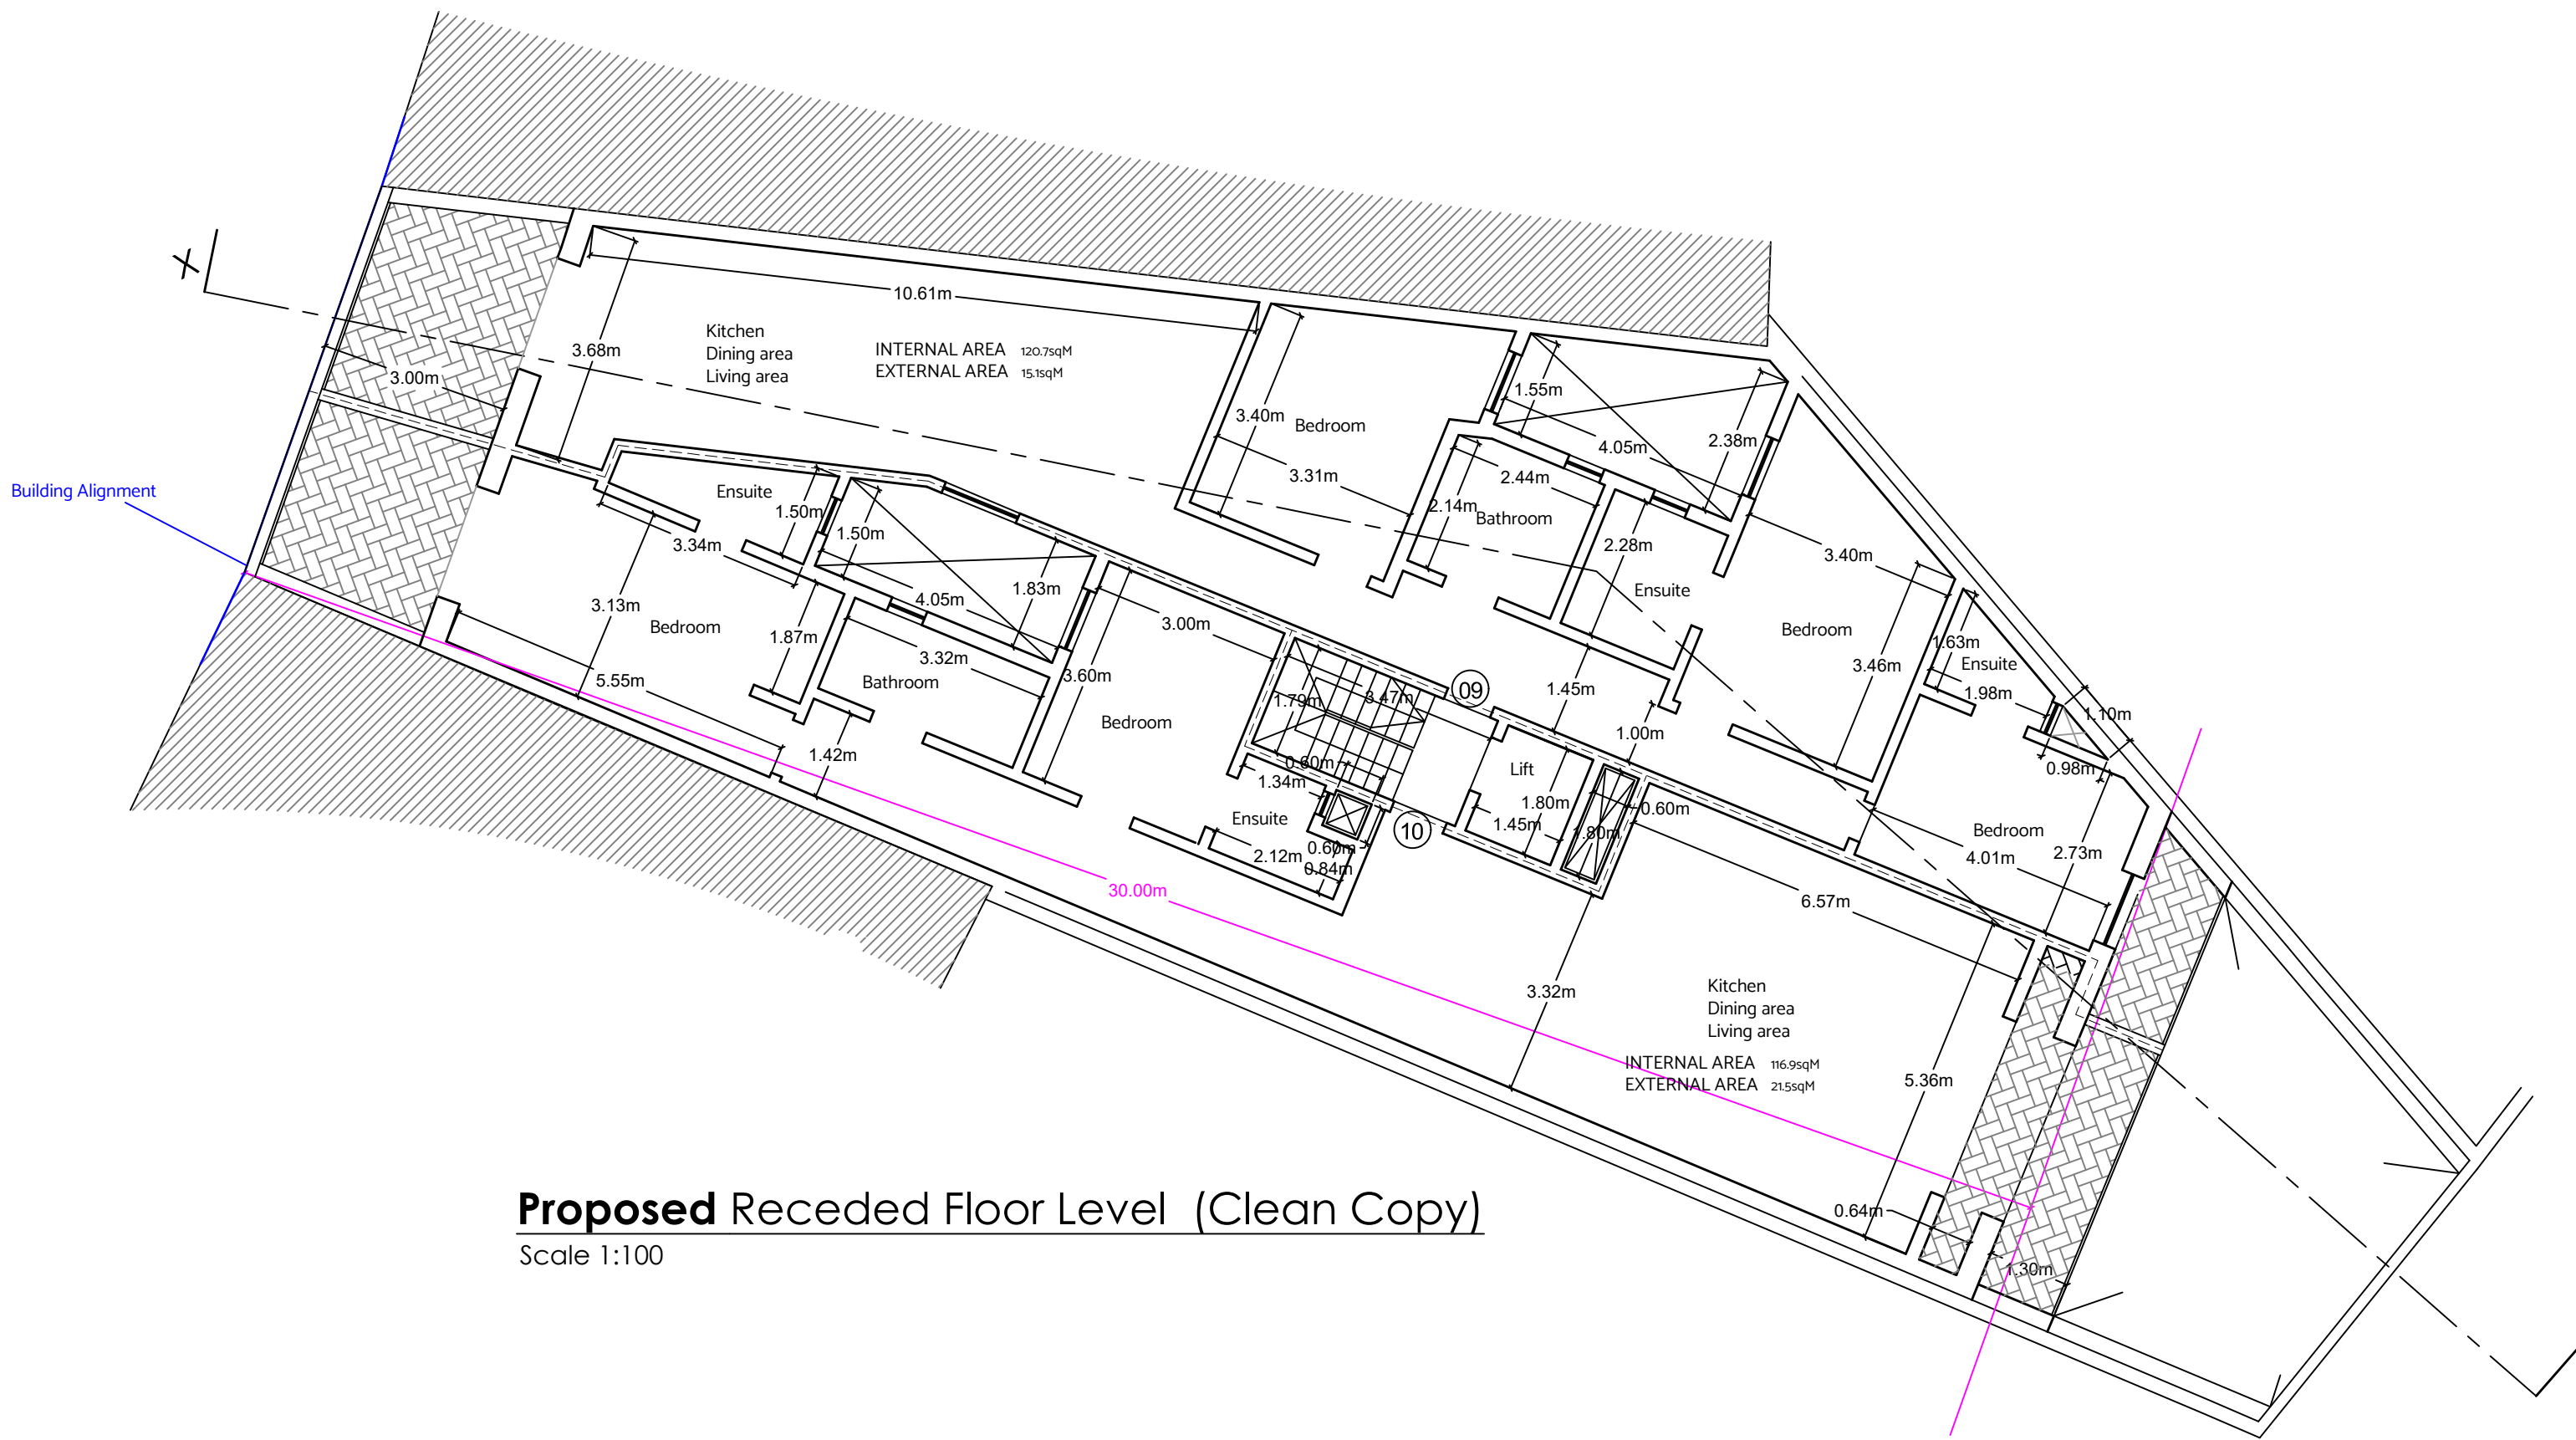 X
10.61m
Kitchen
Dining area
Living area
INTERNAL AREA 120.7sqM
EXTERNAL AREA 15.1sqM
3.68m
3.00m
3.40m
Bedroom
3.31m
1.55m
4.05m
2.38m
2.44m
2.14m
Bathroom
2.28m
Ensuite
3.40m
Bedroom
3.46m
1.63m
Ensuite
1.98m
1.10m
0.98m
Building Alignment
Ensuite
1.50m
1.50m
3.34m
4.05m
1.83m
3.13m
Bedroom
1.87m
3.32m
Bathroom
5.55m
1.42m
3.00m
3.60m
Bedroom
1.79m
3.47m
09
1.45m
1.00m
0.60m
1.34m
Lift
1.80m
1.45m
1.80m
0.60m
Ensuite
10
2.12m
0.60m
0.84m
30.00m
Bedroom
4.01m
2.73m
6.57m
3.32m
Kitchen
Dining area
Living area
INTERNAL AREA 116.9sqM
EXTERNAL AREA 21.5sqM
5.36m
0.64m
1.30m
Proposed Receded Floor Level (Clean Copy)
Scale 1:100